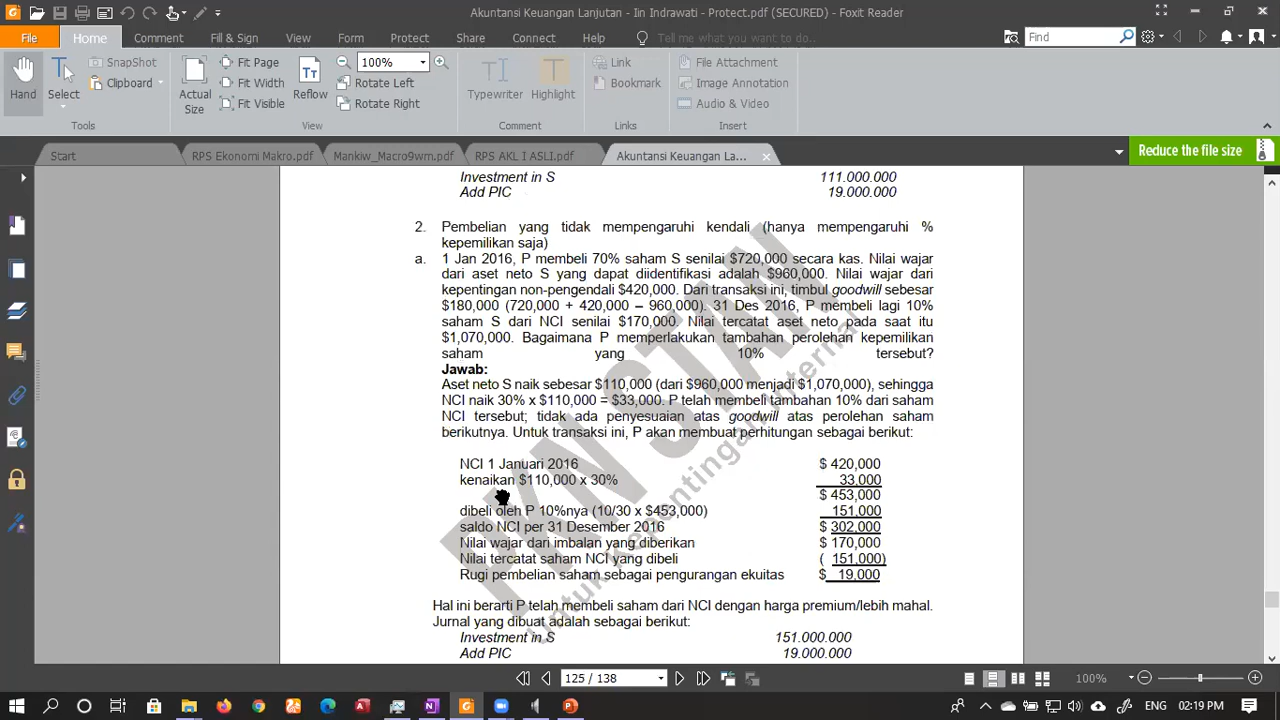 Akuntansi Keuangan Lanjutan - Iin Indrawati - Protect.pdf (SECURED) - Foxit Reader
File Home Comment Fill & Sign View Form Protect Share Connect Help Tell me what you want to do.. Find
Hand Select SnapShot Clipboard Actual Size Fit Page Fit Width Fit Visible Reflow 100% Rotate Left Rotate Right Typewriter Highlight Link Bookmark File Attachment Image Annotation Audio & Video
Tools View Comment Links Insert
Start RPS Ekonomi Makro.pdf Mankiw_Macro9wm.pdf RPS AKL I ASLI.pdf Akuntansi Keuangan La... Reduce the file size
Investment in S 111.000.000
Add PIC 19.000.000
2. Pembelian yang tidak mempengaruhi kendali (hanya mempengaruhi %
kepemilikan saja)
a. 1 Jan 2016, P membeli 70% saham S senilai $720,000 secara kas. Nilai wajar
dari aset neto S yang dapat diidentifikasi adalah $960,000. Nilai wajar dari
kepentingan non-pengendali $420,000. Dari transaksi ini, timbul goodwill sebesar
$180,000 (720,000 + 420,000 – 960,000). 31 Des 2016, P membeli lagi 10%
saham S dari NCI senilai $170,000. Nilai tercatat aset neto pada saat itu
$1,070,000. Bagaimana P memperlakukan tambahan perolehan kepemilikan
saham yang 10% tersebut?
Jawab:
Aset neto S naik sebesar $110,000 (dari $960,000 menjadi $1,070,000), sehingga
NCI naik 30% x $110,000 = $33,000. P telah membeli tambahan 10% dari saham
NCI tersebut; tidak ada penyesuaian atas goodwill atas perolehan saham
berikutnya. Untuk transaksi ini, P akan membuat perhitungan sebagai berikut:
NCI 1 Januari 2016 $ 420,000
kenaikan $110,000 x 30% 33,000
$ 453,000
dibeli oleh P 10%nya (10/30 x $453,000) 151,000
saldo NCI per 31 Desember 2016 $ 302,000
Nilai wajar dari imbalan yang diberikan $ 170,000
Nilai tercatat saham NCI yang dibeli ( 151,000)
Rugi pembelian saham sebagai pengurangan ekuitas $ 19,000
Hal ini berarti P telah membeli saham dari NCI dengan harga premium/lebih mahal.
Jurnal yang dibuat adalah sebagai berikut:
Investment in S 151.000.000
Add PIC 19.000.000
PKN STAN
Untuk Kepentingan Internal
125 / 138 100%
ENG 02:19 PM